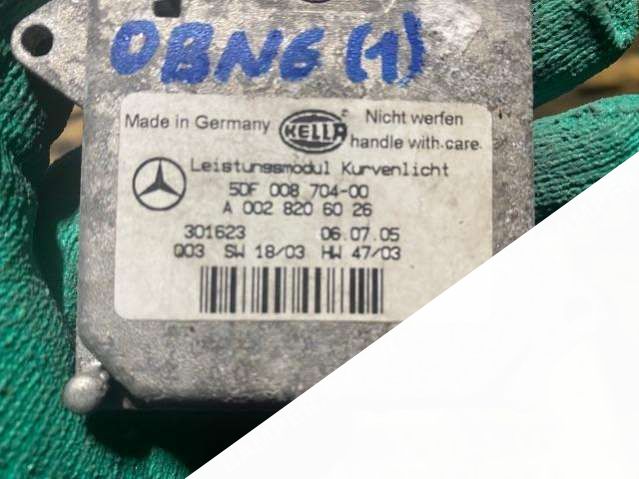 OBN6 (1)
Made in Germany HELLA Nicht werfen
handle with care
Leistungsmodul Kurvenlicht
5DF 008 704-00
A 002 820 60 26
301623 06.07.05
Q03 SW 18/03 HW 47/03